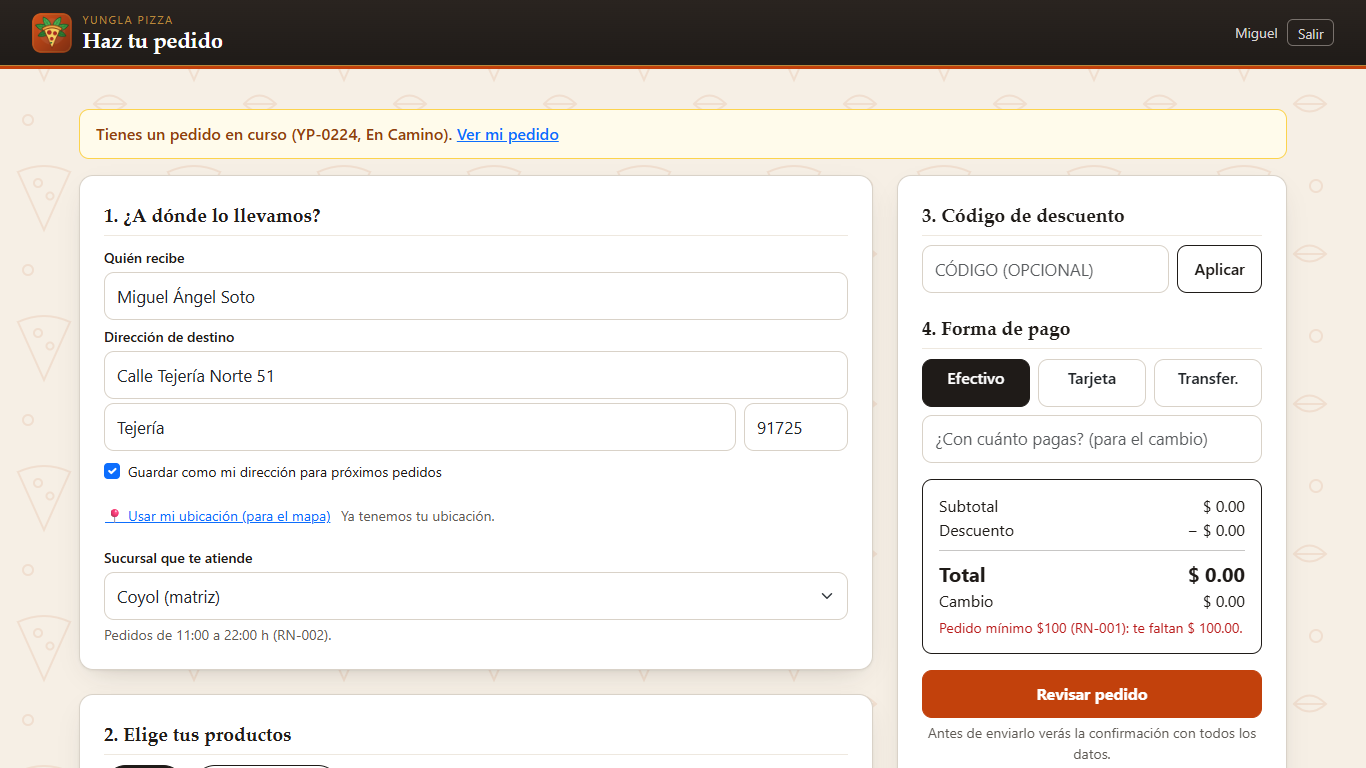 YUNGLA PIZZA
Haz tu pedido
Miguel
Salir
Tienes un pedido en curso (YP-0224, En Camino). Ver mi pedido
1. ¿A dónde lo llevamos?
Quién recibe
Miguel Ángel Soto
Dirección de destino
Calle Tejería Norte 51
Tejería
91725
Guardar como mi dirección para próximos pedidos
Usar mi ubicación (para el mapa) Ya tenemos tu ubicación.
Sucursal que te atiende
Coyol (matriz)
Pedidos de 11:00 a 22:00 h (RN-002).
2. Elige tus productos
3. Código de descuento
CÓDIGO (OPCIONAL)
Aplicar
4. Forma de pago
Efectivo
Tarjeta
Transfer.
¿Con cuánto pagas? (para el cambio)
Subtotal $ 0.00
Descuento − $ 0.00
Total $ 0.00
Cambio $ 0.00
Pedido mínimo $100 (RN-001): te faltan $ 100.00.
Revisar pedido
Antes de enviarlo verás la confirmación con todos los
datos.